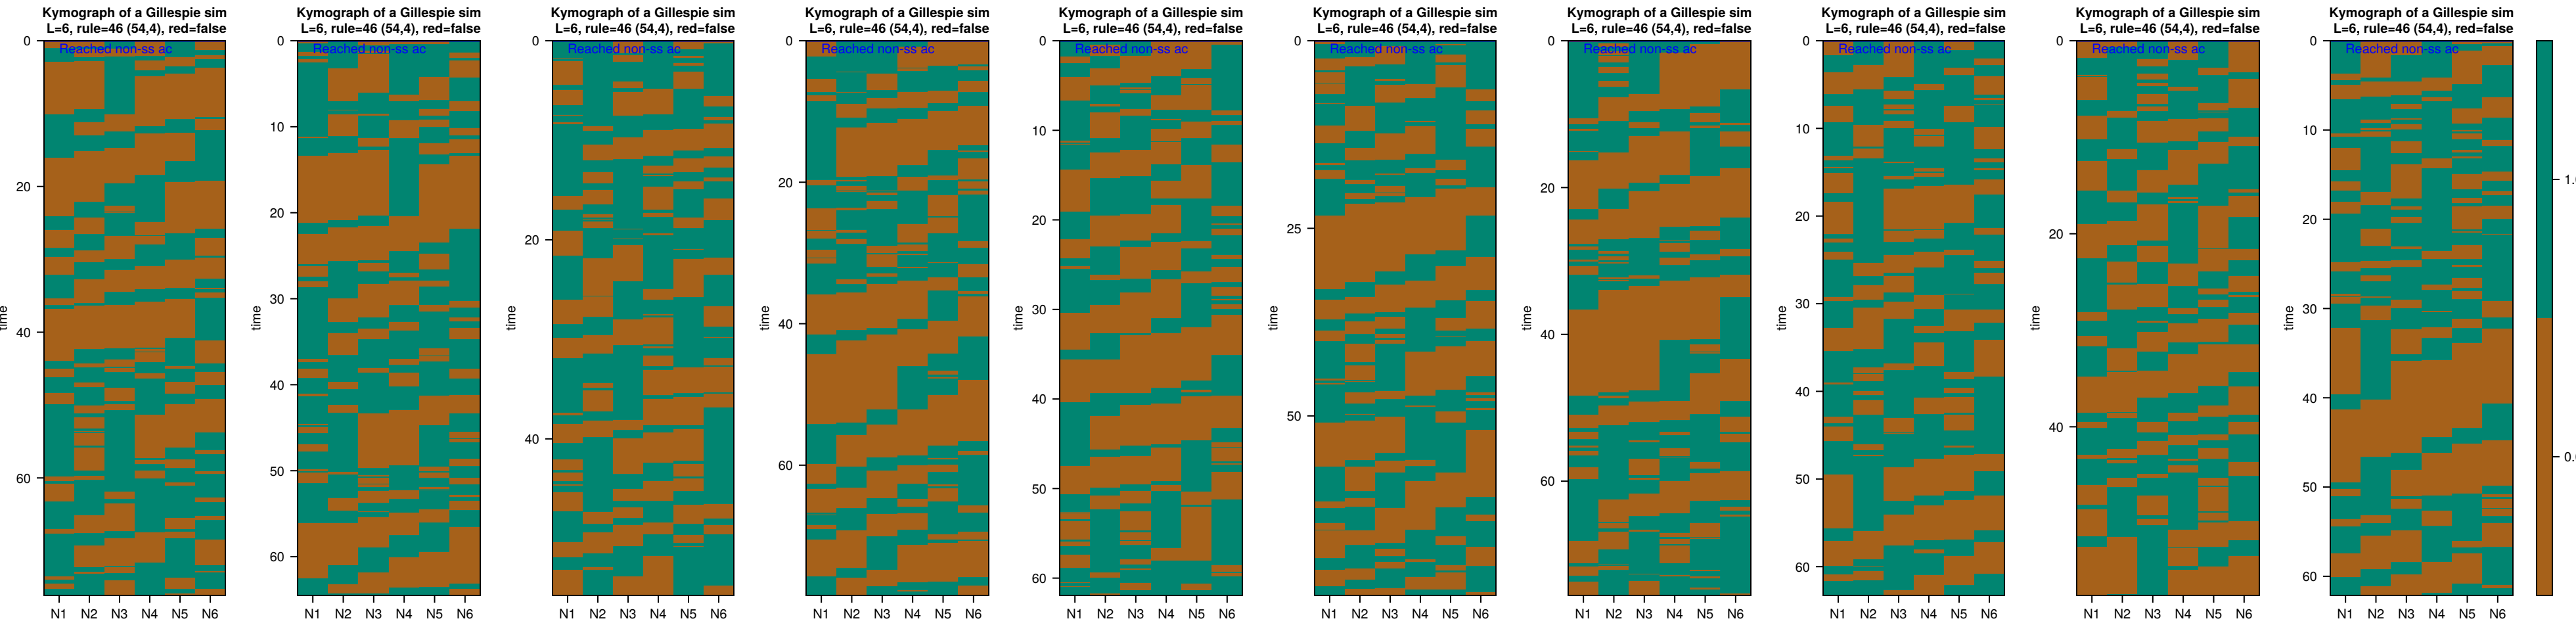 Kymograph of a Gillespie sim
L=6, rule=46 (54,4), red=false
Reached non-ss ac
time
0
20
40
60
N1 N2 N3 N4 N5 N6
Kymograph of a Gillespie sim
L=6, rule=46 (54,4), red=false
Reached non-ss ac
time
0
10
20
30
40
50
60
N1 N2 N3 N4 N5 N6
Kymograph of a Gillespie sim
L=6, rule=46 (54,4), red=false
Reached non-ss ac
time
0
20
40
N1 N2 N3 N4 N5 N6
Kymograph of a Gillespie sim
L=6, rule=46 (54,4), red=false
Reached non-ss ac
time
0
20
40
60
N1 N2 N3 N4 N5 N6
Kymograph of a Gillespie sim
L=6, rule=46 (54,4), red=false
Reached non-ss ac
time
0
10
20
30
40
50
60
N1 N2 N3 N4 N5 N6
Kymograph of a Gillespie sim
L=6, rule=46 (54,4), red=false
Reached non-ss ac
time
0
25
50
N1 N2 N3 N4 N5 N6
Kymograph of a Gillespie sim
L=6, rule=46 (54,4), red=false
Reached non-ss ac
time
0
20
40
60
N1 N2 N3 N4 N5 N6
Kymograph of a Gillespie sim
L=6, rule=46 (54,4), red=false
Reached non-ss ac
time
0
10
20
30
40
50
60
N1 N2 N3 N4 N5 N6
Kymograph of a Gillespie sim
L=6, rule=46 (54,4), red=false
Reached non-ss ac
time
0
20
40
N1 N2 N3 N4 N5 N6
Kymograph of a Gillespie sim
L=6, rule=46 (54,4), red=false
Reached non-ss ac
time
0
10
20
30
40
50
60
N1 N2 N3 N4 N5 N6
1.
0.